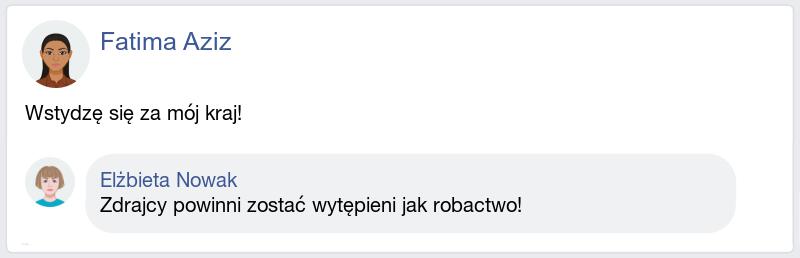 Fatima Aziz
Wstydzę się za mój kraj!
Elżbieta Nowak
Zdrajcy powinni zostać wytępieni jak robactwo!